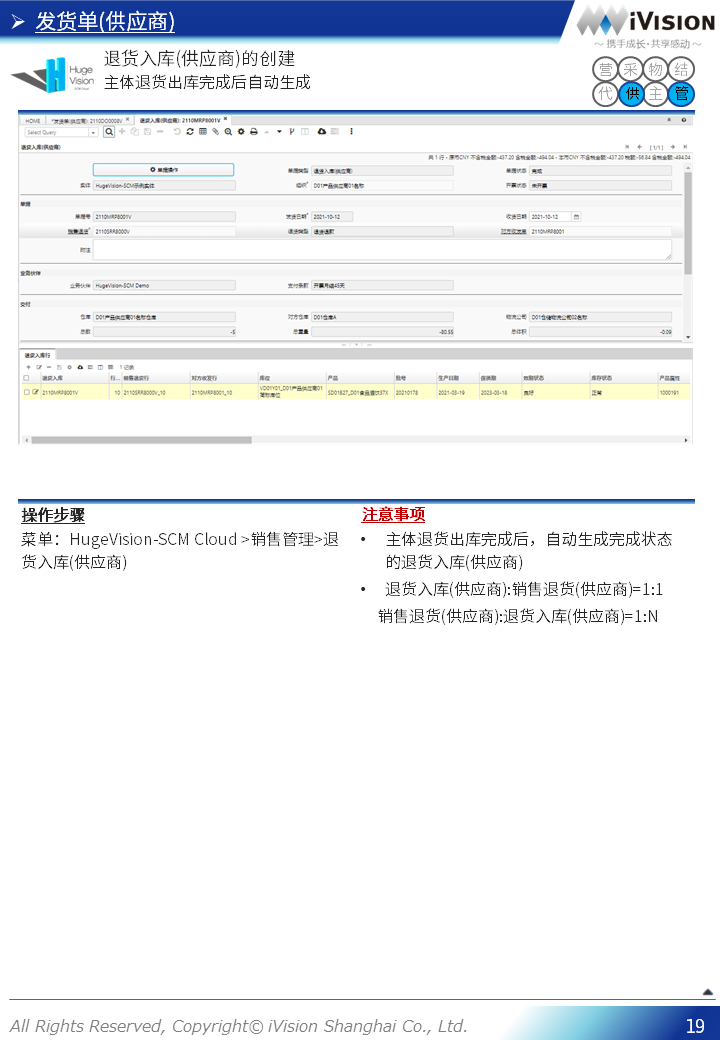 发货单(供应商)
iVISION
～ 携手成长·共享感动 ～
退货入库(供应商)的创建
主体退货出库完成后自动生成
Huge
Vision
营 采 物 结
代 供 主 管
HOME *发货单(供应商): 2110DO0008V × 退货入库(供应商): 2110MRP8001V ×
Select Query
退货入库(供应商) [1/1]
共 1 行 - 原币CNY 不含税金额:-437.20 含税金额:-494.04 - 本币CNY 不含税金额:-437.20 税额:-56.84 含税金额:-494.04
单据操作 单据类型 退货入库(供应商) 单据状态 完成
实体 HugeVision-SCM示例实体 组织* D01产品供应商01名称 开票状态 未开票
单据
单据号 2110MRP8001V 发货日期* 2021-10-12 收货日期 2021-10-12
销售退货* 2110SRR8000V 退货类型 退货退款 对方收发货 2110MRP8001
附注
业务伙伴
业务伙伴 HugeVision-SCM Demo 支付条款 开票月结45天
交付
仓库 D01产品供应商01名称仓库 对方仓库 D01仓库A 物流公司 D01仓储物流公司02名称
总数 -5 总重量 -30.55 总体积 -0.09
退货入库行
1记录
退货入库 行... 销售退货行 对方收发行 库位 产品 批号 生产日期 保质期 效期状态 库存状态 产品属性
2110MRP8001V 10 2110SRR8000V_10 2110MRP8001_10 VD01Y01_D01产品供应商01简称库位 SD01627_D01食品酒饮37X 20210178 2021-03-19 2023-03-18 良好 正常 1000191
操作步骤
菜单：HugeVision-SCM Cloud >销售管理>退
货入库(供应商)
注意事项
• 主体退货出库完成后，自动生成完成状态
的退货入库(供应商)
• 退货入库(供应商):销售退货(供应商)=1:1
销售退货(供应商):退货入库(供应商)=1:N
All Rights Reserved, Copyright© iVision Shanghai Co., Ltd.
19